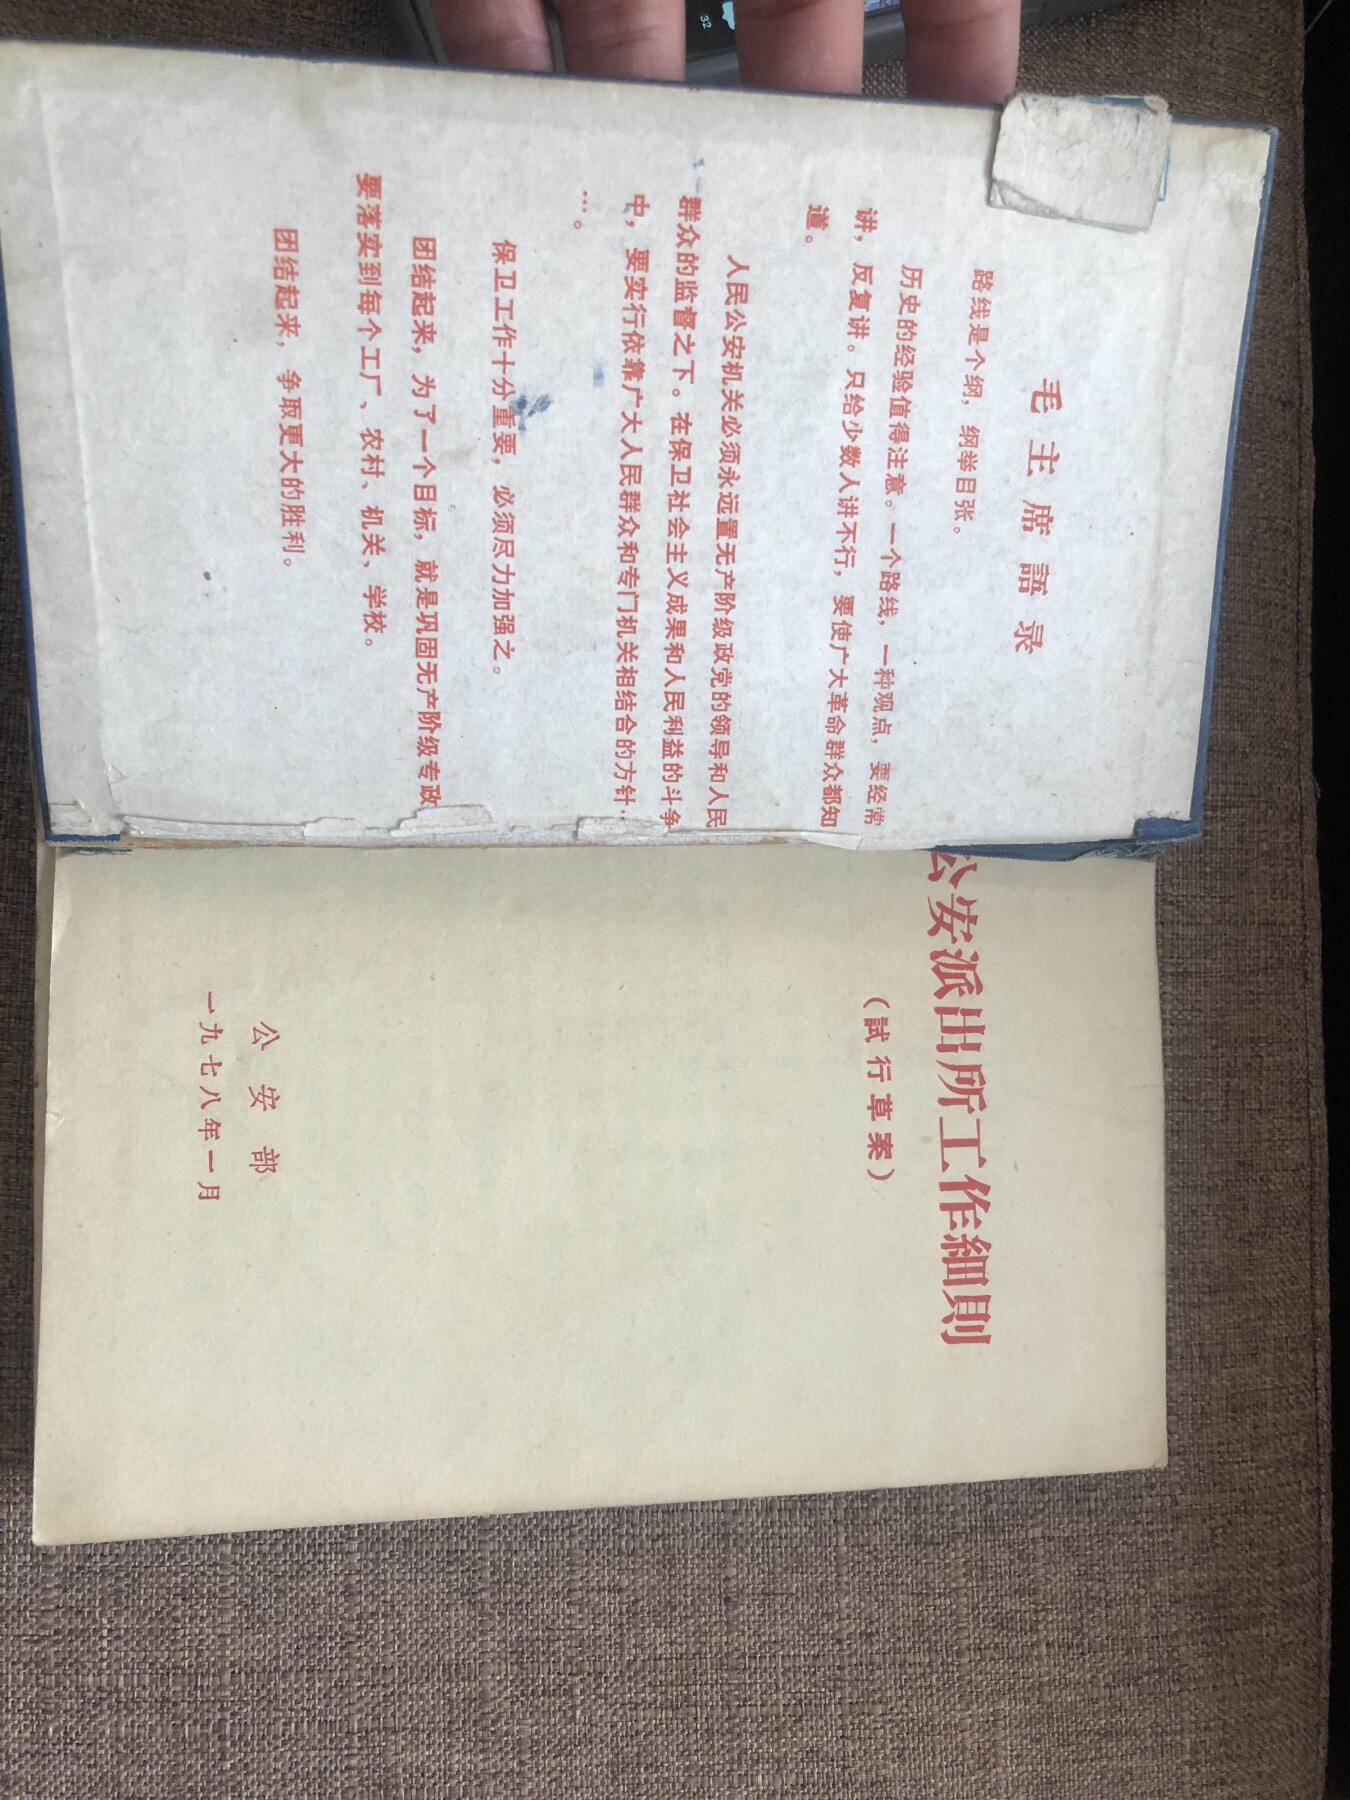 毛主席語录
路线是个纲，纲举目张。
历史的经验值得注意。一个路线，一种观点，要经常
讲，反复讲。只给少数人讲不行，要使广大革命群众都知
道。
人民公安机关必须永远置无产阶级政党的领导和人民
群众的监督之下。在保卫社会主义成果和人民利益的斗争
中，要实行依靠广大人民群众和专门机关相结合的方针…
…。
保卫工作十分重要，必须尽力加强之。
团结起来，为了一个目标，就是巩固无产阶级专政，
要落实到每个工厂、农村、机关、学校。
团结起来，争取更大的胜利。
公安派出所工作細則
（試行草案）
公安部
一九七八年一月
32